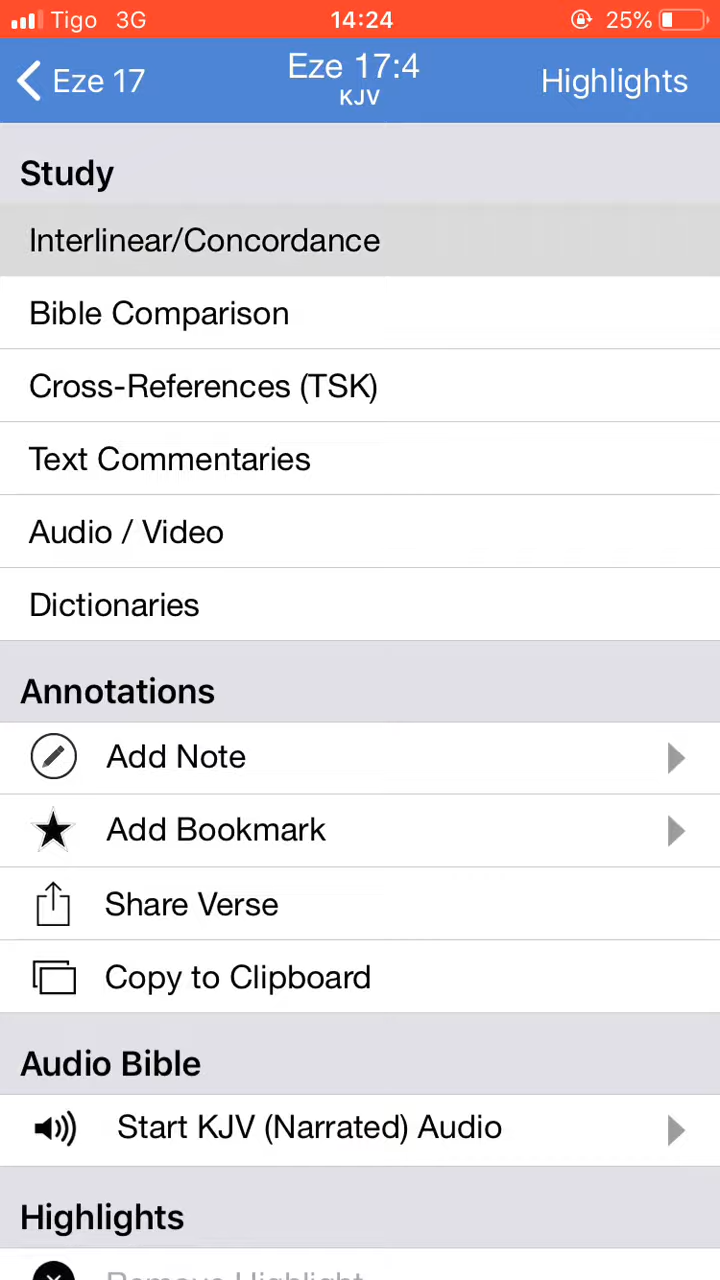 Tigo 3G 14:24 25%
Eze 17 Eze 17:4 Highlights
KJV
Study
Interlinear/Concordance
Bible Comparison
Cross-References (TSK)
Text Commentaries
Audio / Video
Dictionaries
Annotations
Add Note
Add Bookmark
Share Verse
Copy to Clipboard
Audio Bible
Start KJV (Narrated) Audio
Highlights
Remove Highlight